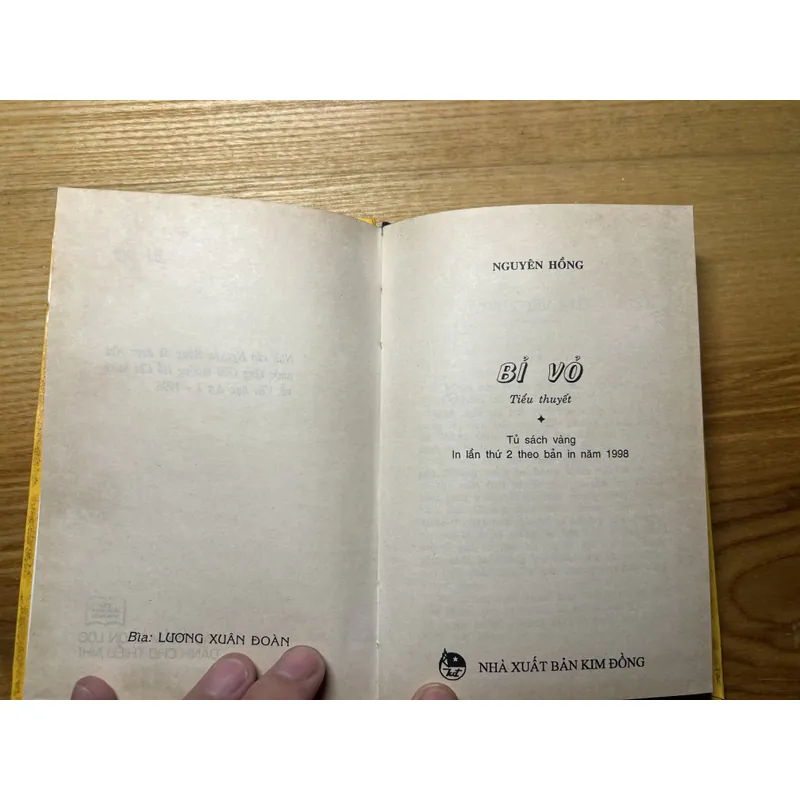 Bìa: LƯƠNG XUÂN ĐOÀN
NGUYÊN HỒNG
BỈ VỎ
Tiểu thuyết
Tủ sách vàng
In lần thứ 2 theo bản in năm 1998
NHÀ XUẤT BẢN KIM ĐỒNG